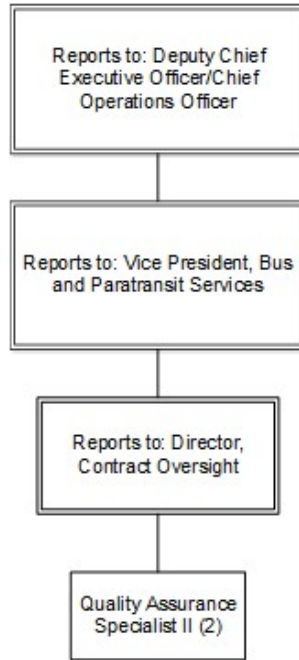 Reports to: Deputy Chief
Executive Officer/Chief
Operations Officer
Reports to: Vice President, Bus
and Paratransit Services
Reports to: Director,
Contract Oversight
Quality Assurance
Specialist II (2)